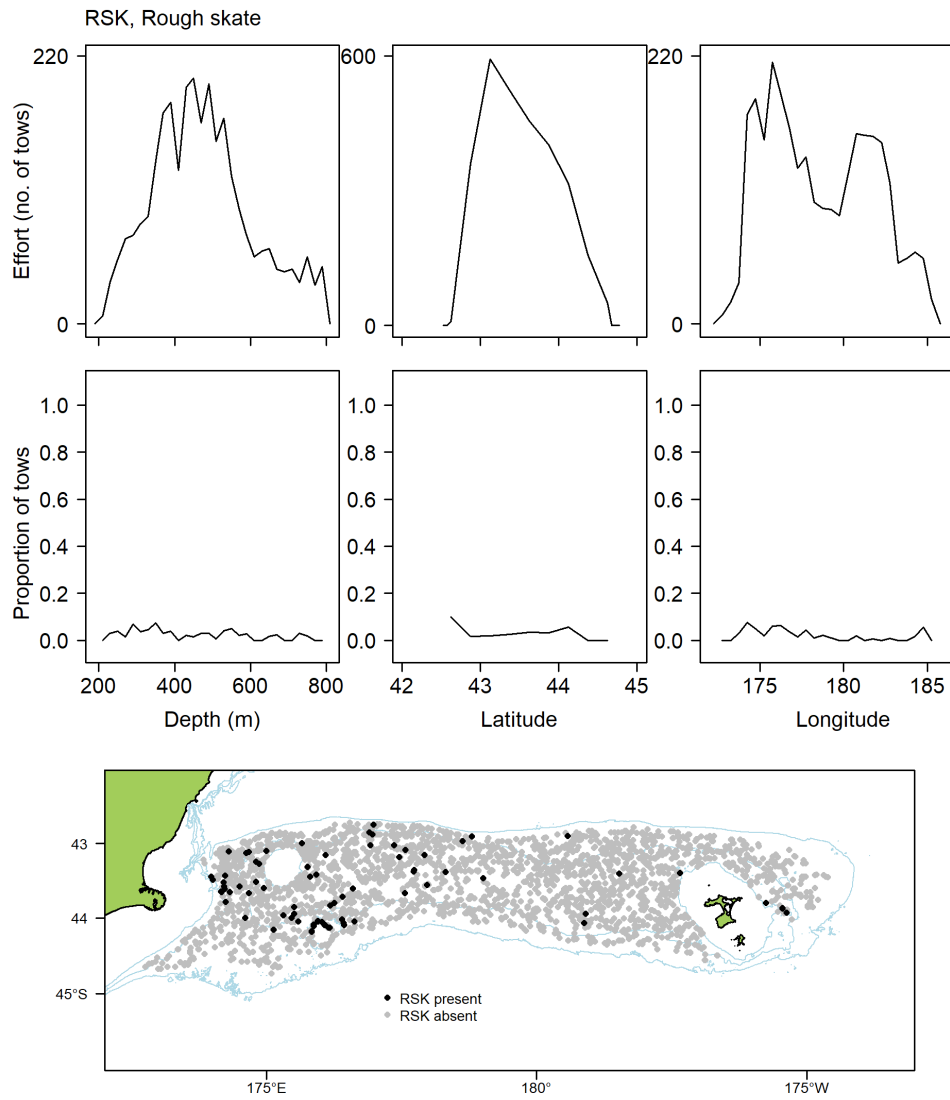 RSK, Rough skate
Effort (no. of tows)
220
0
600
0
220
0
Proportion of tows
1.0
0.8
0.6
0.4
0.2
0.0
1.0
0.8
0.6
0.4
0.2
0.0
1.0
0.8
0.6
0.4
0.2
0.0
200 400 600 800
42 43 44 45
175 180 185
Depth (m)
Latitude
Longitude
43
44
45°S
RSK present
RSK absent
175°E 180° 175°W